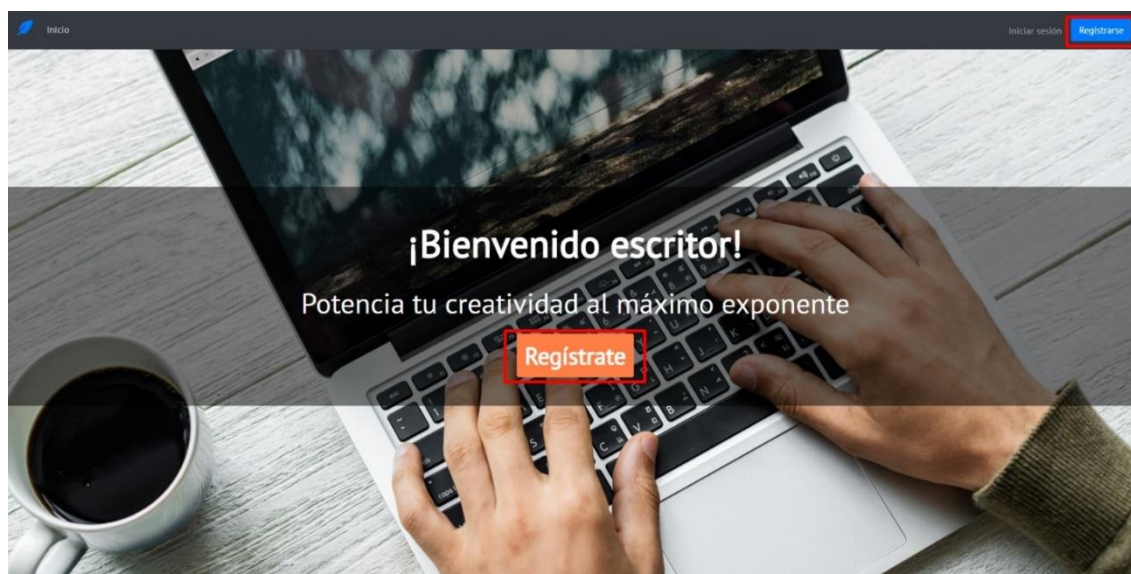 Inicio
Iniciar sesión
Registrarse
¡Bienvenido escritor!
Potencia tu creatividad al máximo exponente
Regístrate